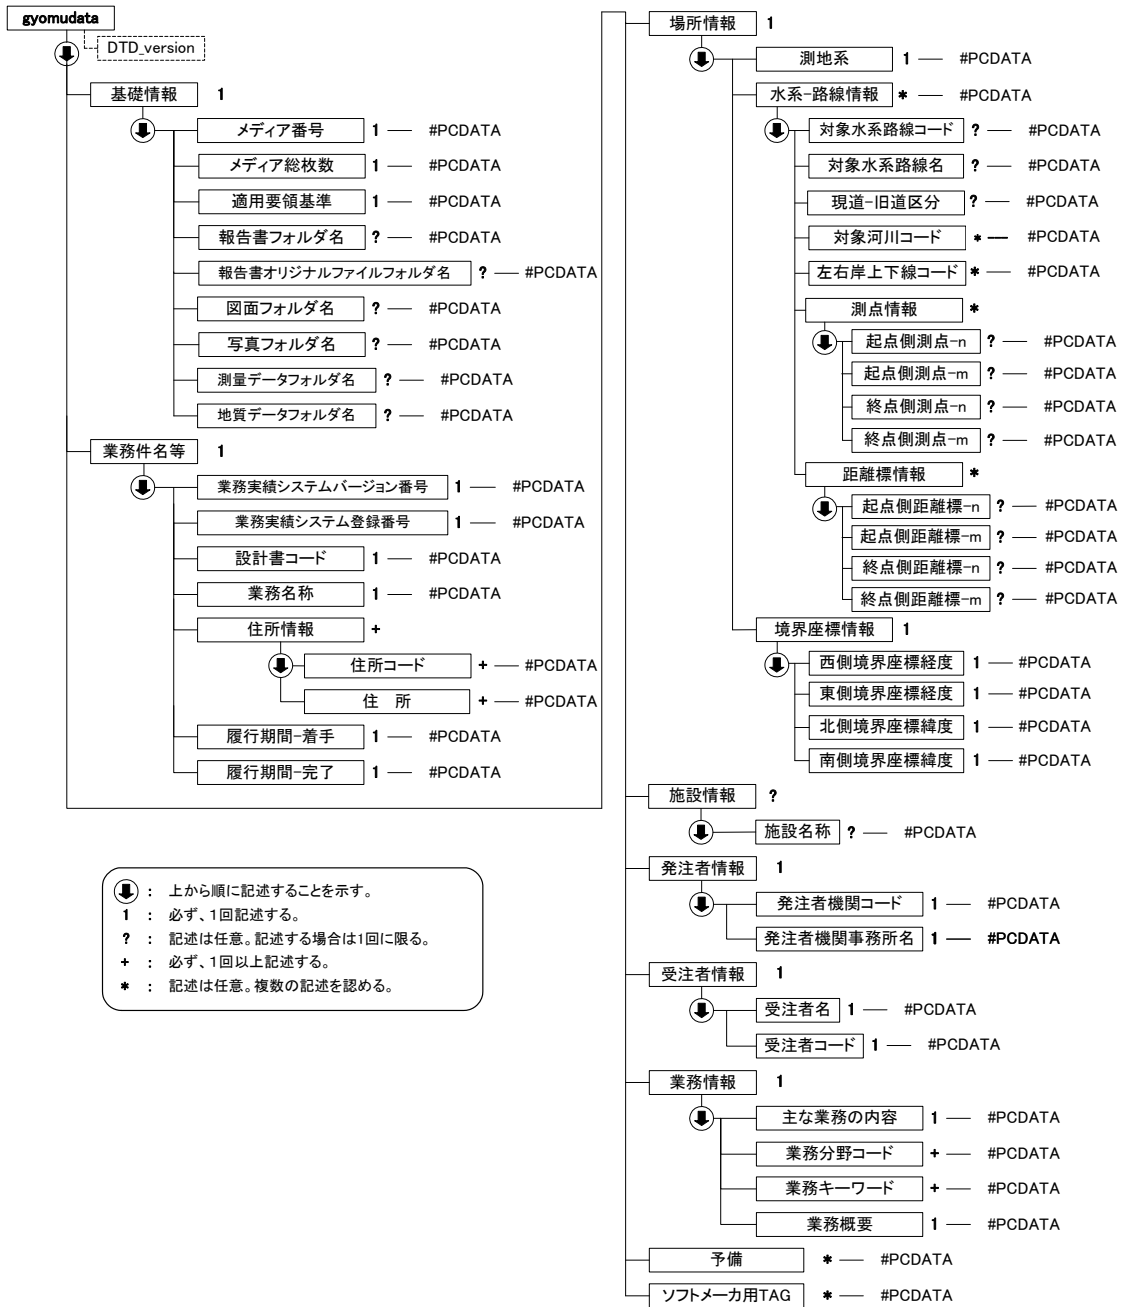 gyomudata
DTD_version
基礎情報 1
メディア番号 1 #PCDATA
メディア総枚数 1 #PCDATA
適用要領基準 1 #PCDATA
報告書フォルダ名 ? #PCDATA
報告書オリジナルファイルフォルダ名 ? #PCDATA
図面フォルダ名 ? #PCDATA
写真フォルダ名 ? #PCDATA
測量データフォルダ名 ? #PCDATA
地質データフォルダ名 ? #PCDATA
業務件名等 1
業務実績システムバージョン番号 1 #PCDATA
業務実績システム登録番号 1 #PCDATA
設計書コード 1 #PCDATA
業務名称 1 #PCDATA
住所情報 +
住所コード + #PCDATA
住 所 + #PCDATA
履行期間-着手 1 #PCDATA
履行期間-完了 1 #PCDATA
場所情報 1
測地系 1 #PCDATA
水系-路線情報 * #PCDATA
対象水系路線コード ? #PCDATA
対象水系路線名 ? #PCDATA
現道-旧道区分 ? #PCDATA
対象河川コード * #PCDATA
左右岸上下線コード * #PCDATA
測点情報 *
起点側測点-n ? #PCDATA
起点側測点-m ? #PCDATA
終点側測点-n ? #PCDATA
終点側測点-m ? #PCDATA
距離標情報 *
起点側距離標-n ? #PCDATA
起点側距離標-m ? #PCDATA
終点側距離標-n ? #PCDATA
終点側距離標-m ? #PCDATA
境界座標情報 1
西側境界座標経度 1 #PCDATA
東側境界座標経度 1 #PCDATA
北側境界座標緯度 1 #PCDATA
南側境界座標緯度 1 #PCDATA
施設情報 ?
施設名称 ? #PCDATA
発注者情報 1
発注者機関コード 1 #PCDATA
発注者機関事務所名 1 #PCDATA
受注者情報 1
受注者名 1 #PCDATA
受注者コード 1 #PCDATA
業務情報 1
主な業務の内容 1 #PCDATA
業務分野コード + #PCDATA
業務キーワード + #PCDATA
業務概要 1 #PCDATA
予備 * #PCDATA
ソフトメーカ用TAG * #PCDATA
: 上から順に記述することを示す。
1 : 必ず、1回記述する。
? : 記述は任意。記述する場合は1回に限る。
+ : 必ず、1回以上記述する。
* : 記述は任意。複数の記述を認める。